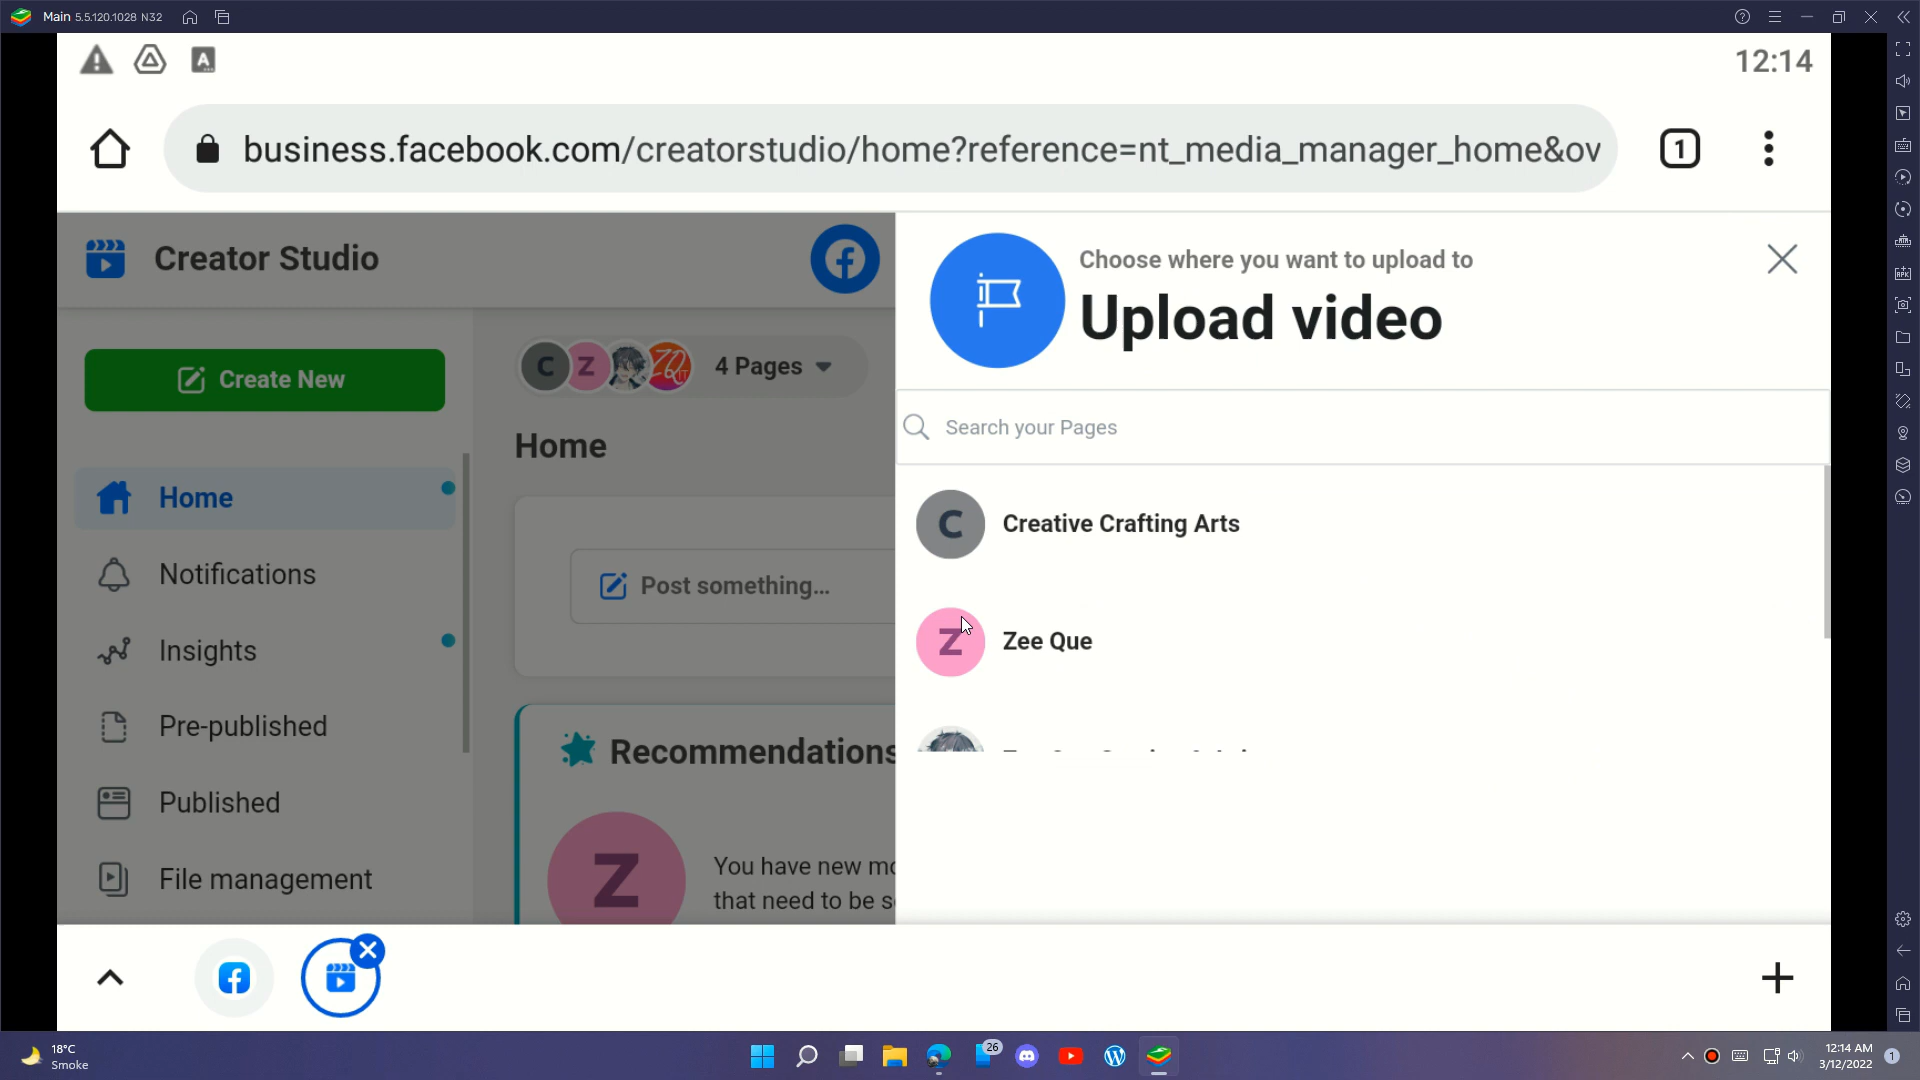 Main 5.5.120.1028 N32
A
12:14
business.facebook.com/creatorstudio/home?reference=nt_media_manager_home&ov
1
Creator Studio
Choose where you want to upload to
Upload video
Create New
C Z ZQ IT 4 Pages
Search your Pages
Home
Home
C Creative Crafting Arts
Notifications
Post something...
Z Zee Que
Insights
Pre-published
Recommendations
Published
Z
You have new mo
that need to be s
File management
18°C
Smoke
26
12:14 AM
3/12/2022
1